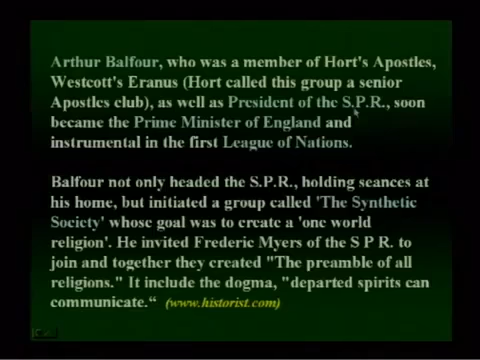 Arthur Balfour, who was a member of Hort's Apostles,
Westcott's Eranus (Hort called this group a senior
Apostles club), as well as President of the S.P.R., soon
became the Prime Minister of England and
instrumental in the first League of Nations.
Balfour not only headed the S.P.R., holding seances at
his home, but initiated a group called 'The Synthetic
Society' whose goal was to create a 'one world
religion'. He invited Frederic Myers of the S P R. to
join and together they created "The preamble of all
religions." It include the dogma, "departed spirits can
communicate.“ (www.historist.com)